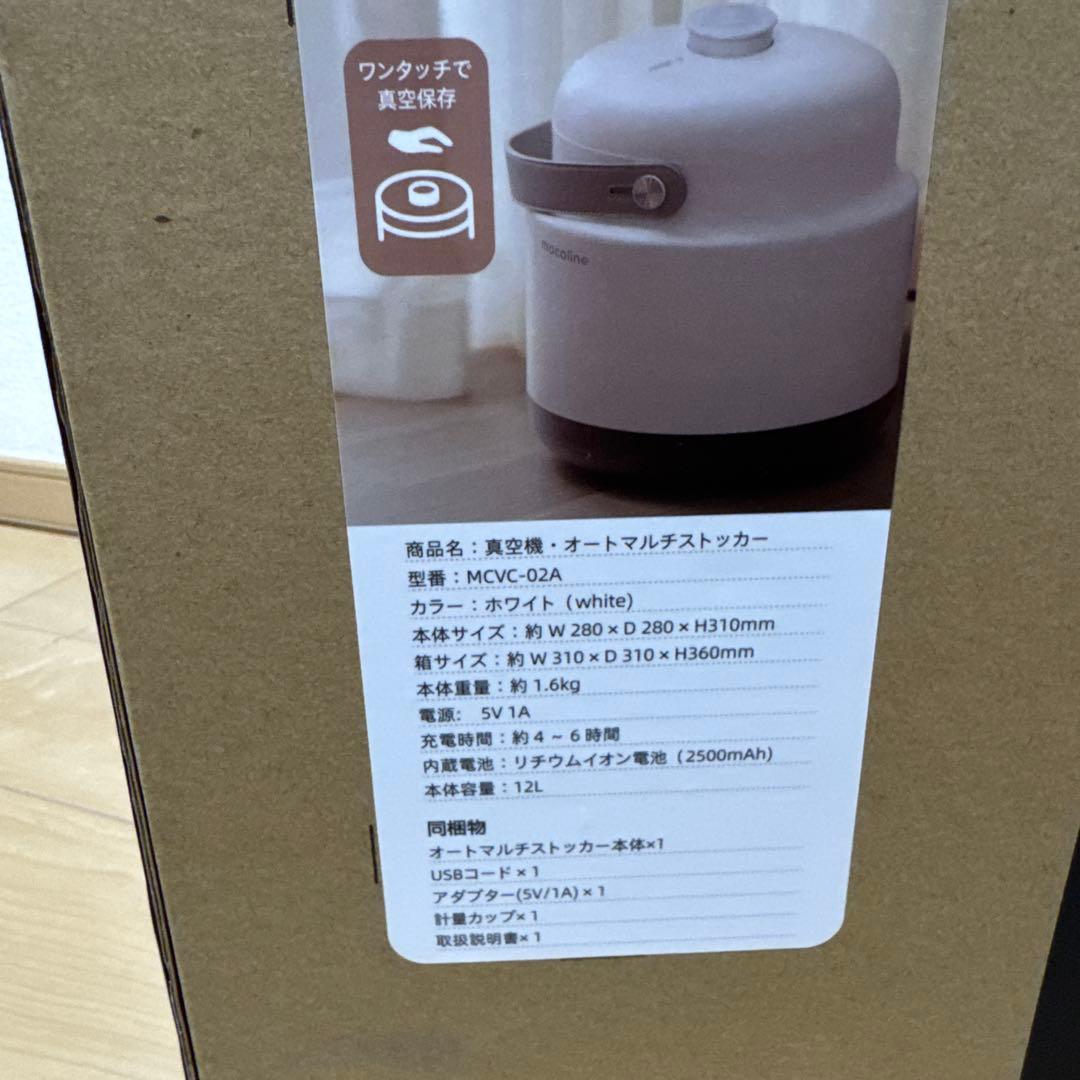 ワンタッチで
真空保存
mocoline
商品名：真空機・オートマルチストッカー
型番：MCVC-02A
カラー：ホワイト（white)
本体サイズ：約 W 280 × D 280 × H310mm
箱サイズ：約 W 310 × D 310 × H360mm
本体重量：約 1.6kg
電源: 5V 1A
充電時間：約 4 ~ 6 時間
内蔵電池：リチウムイオン電池（2500mAh)
本体容量：12L
同梱物
オートマルチストッカー本体×1
USBコード × 1
アダプター(5V/1A) × 1
計量カップ× 1
取扱説明書× 1